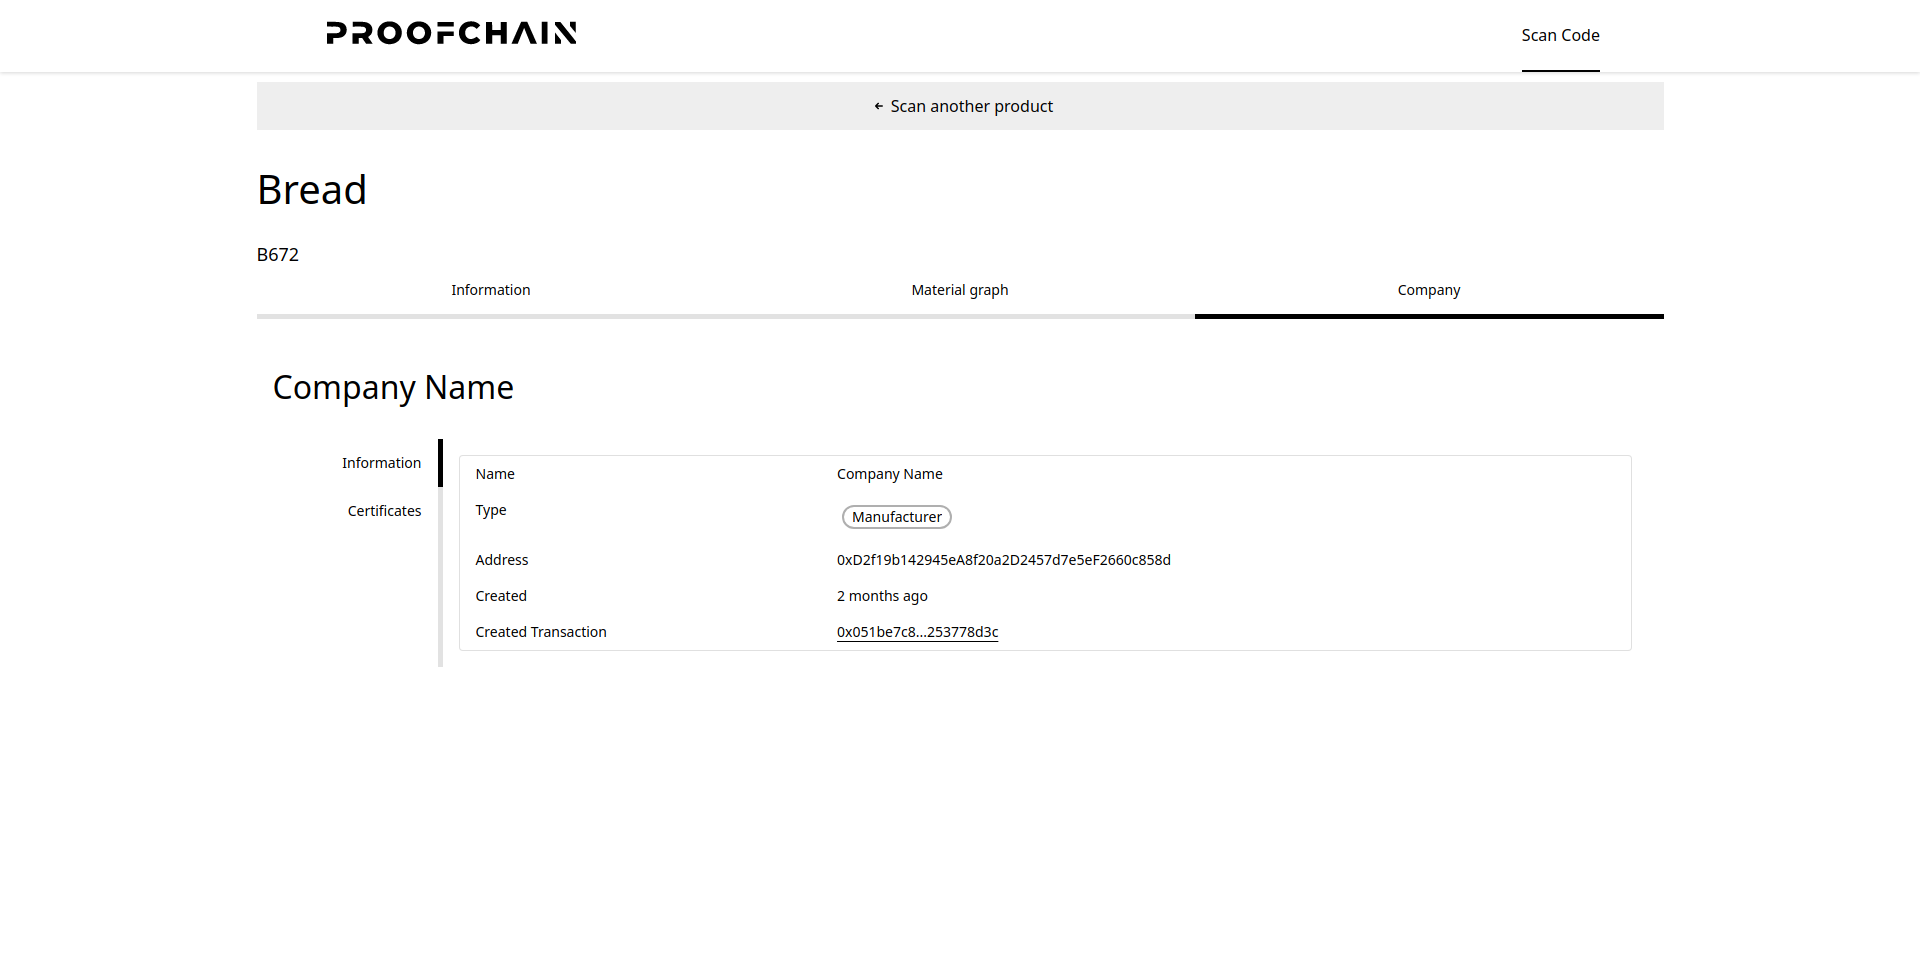 PROOFCHAIN
Scan Code
← Scan another product
Bread
B672
Information Material graph Company
Company Name
Information
Certificates
Name Company Name
Type Manufacturer
Address 0xD2f19b142945eA8f20a2D2457d7e5eF2660c858d
Created 2 months ago
Created Transaction 0x051be7c8...253778d3c